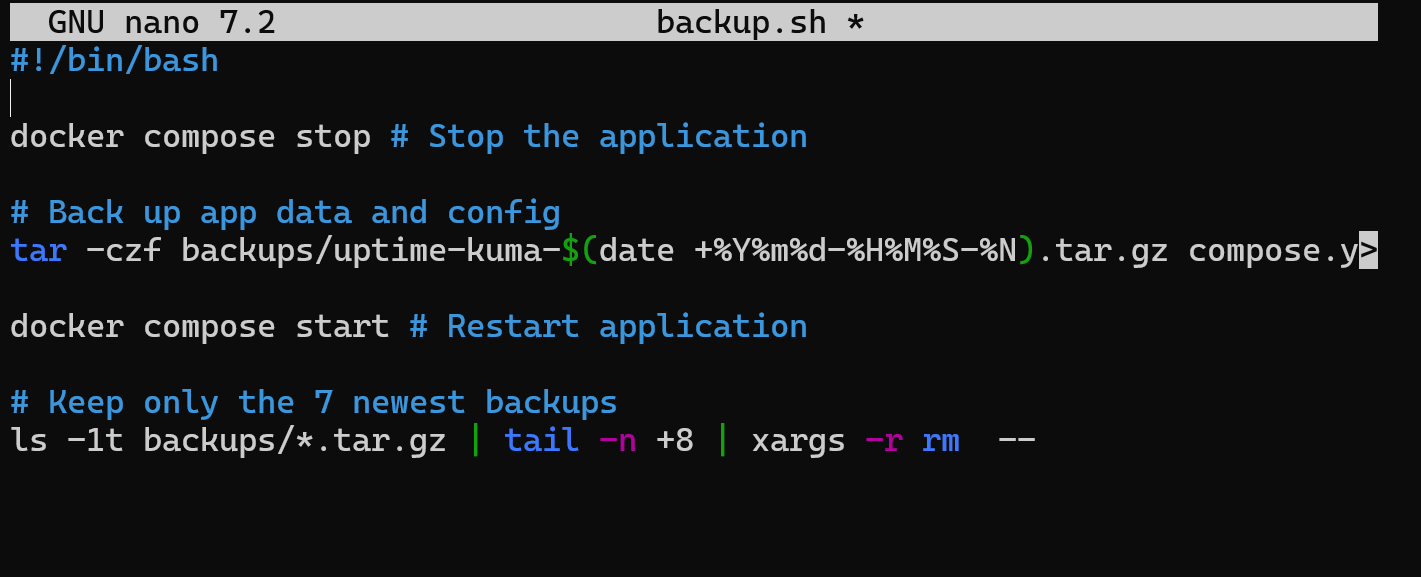 GNU nano 7.2 backup.sh *
#!/bin/bash
docker compose stop # Stop the application
# Back up app data and config
tar -czf backups/uptime-kuma-$(date +%Y%m%d-%H%M%S-%N).tar.gz compose.y>
docker compose start # Restart application
# Keep only the 7 newest backups
ls -1t backups/*.tar.gz | tail -n +8 | xargs -r rm  --